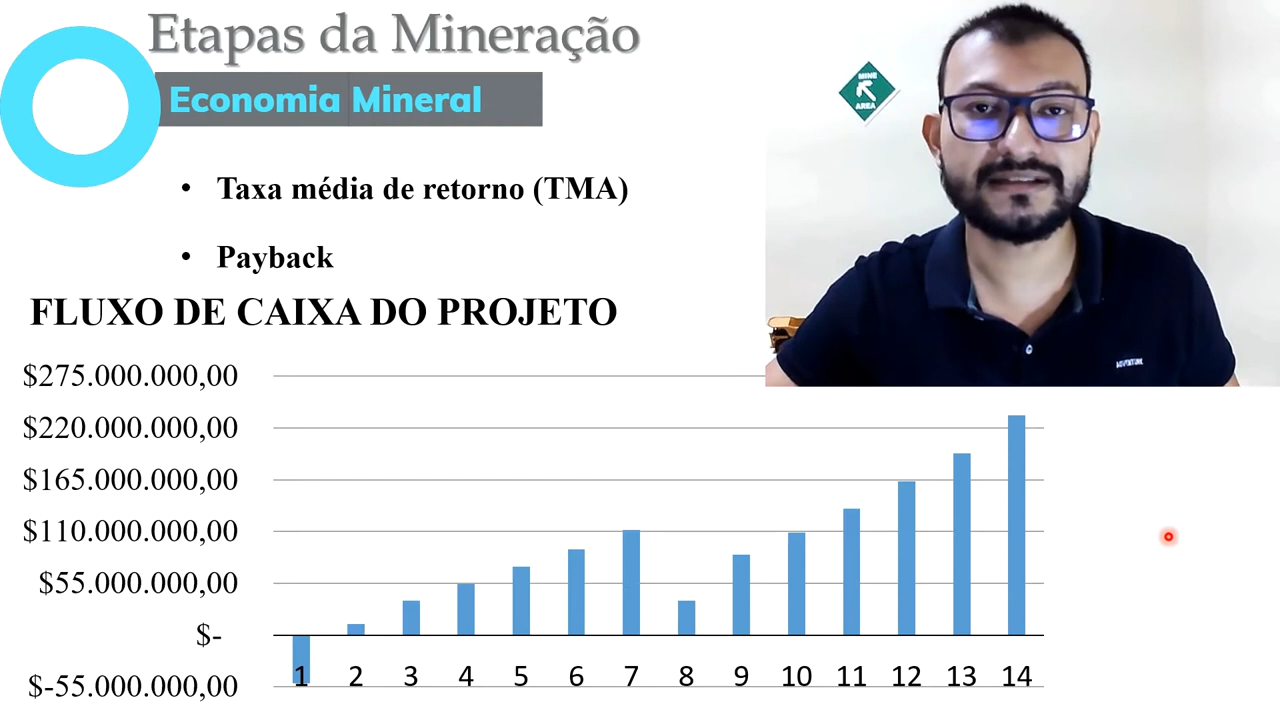 Etapas da Mineração
Economia Mineral
• Taxa média de retorno (TMA)
• Payback
FLUXO DE CAIXA DO PROJETO
$275.000.000,00
$220.000.000,00
$165.000.000,00
$110.000.000,00
$55.000.000,00
$-
$-55.000.000,00
1 2 3 4 5 6 7 8 9 10 11 12 13 14
MINE
AREA
ADVENTURE